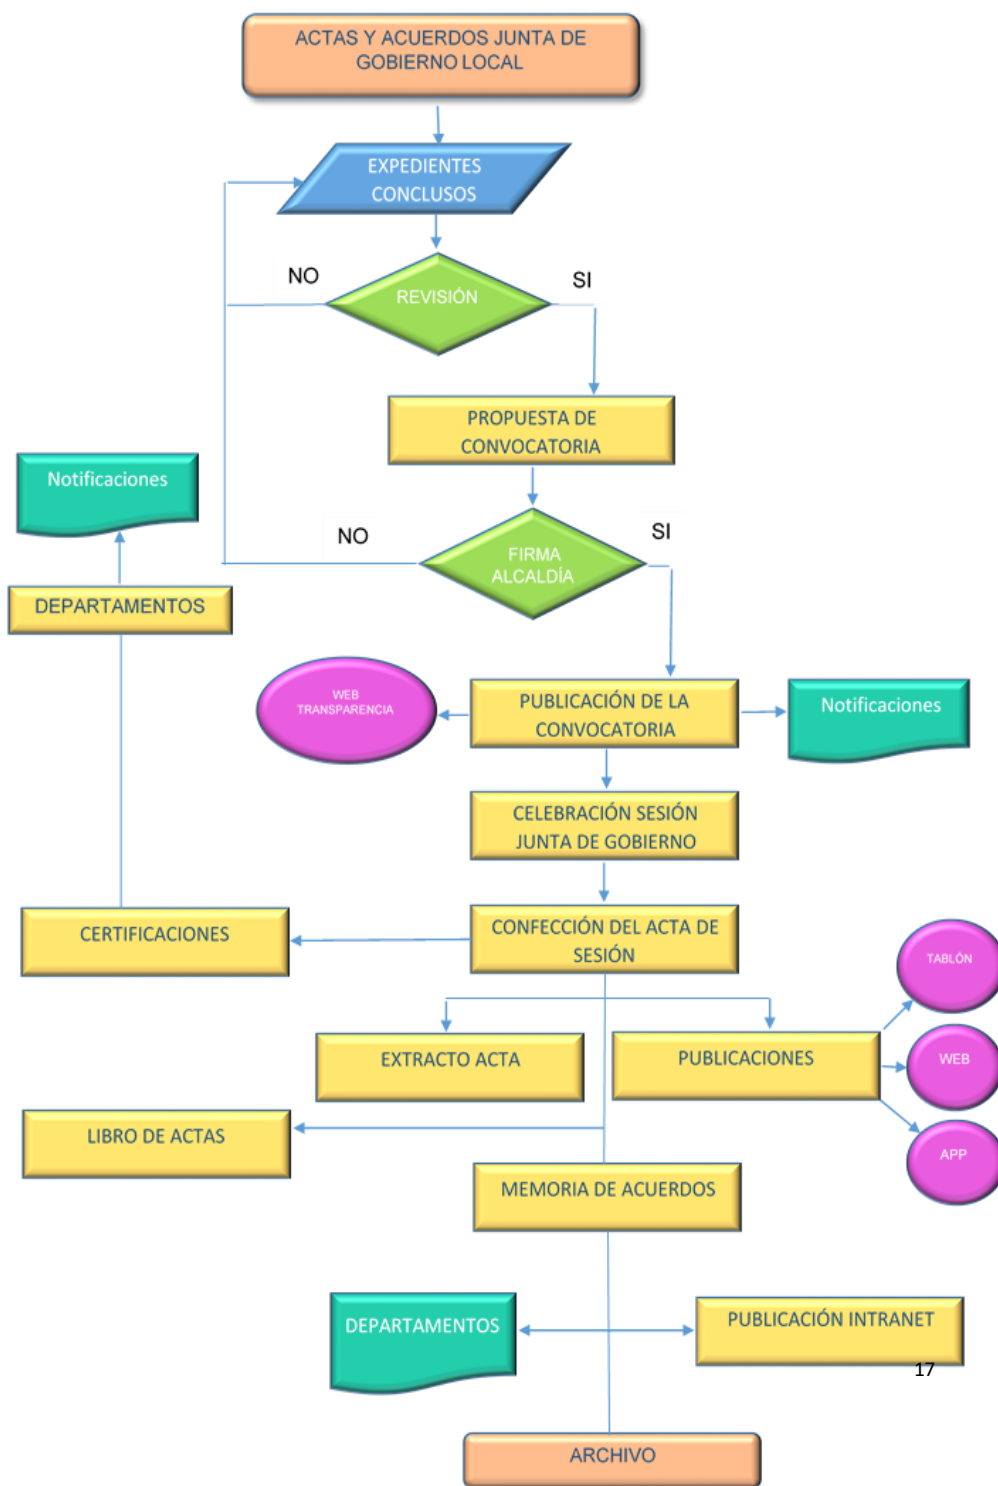 ACTAS Y ACUERDOS JUNTA DE
GOBIERNO LOCAL
EXPEDIENTES
CONCLUSOS
NO
SI
REVISIÓN
PROPUESTA DE
CONVOCATORIA
Notificaciones
NO
SI
FIRMA
ALCALDÍA
DEPARTAMENTOS
WEB
TRANSPARENCIA
PUBLICACIÓN DE LA
CONVOCATORIA
Notificaciones
CELEBRACIÓN SESIÓN
JUNTA DE GOBIERNO
CERTIFICACIONES
CONFECCIÓN DEL ACTA DE
SESIÓN
TABLÓN
EXTRACTO ACTA
PUBLICACIONES
WEB
LIBRO DE ACTAS
APP
MEMORIA DE ACUERDOS
DEPARTAMENTOS
PUBLICACIÓN INTRANET
17
ARCHIVO